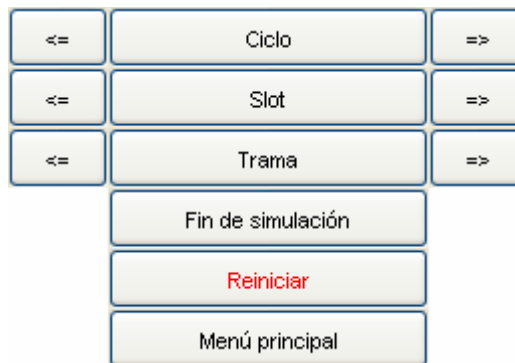 <= Ciclo =>
<= Slot =>
<= Trama =>
Fin de simulación
Reiniciar
Menú principal